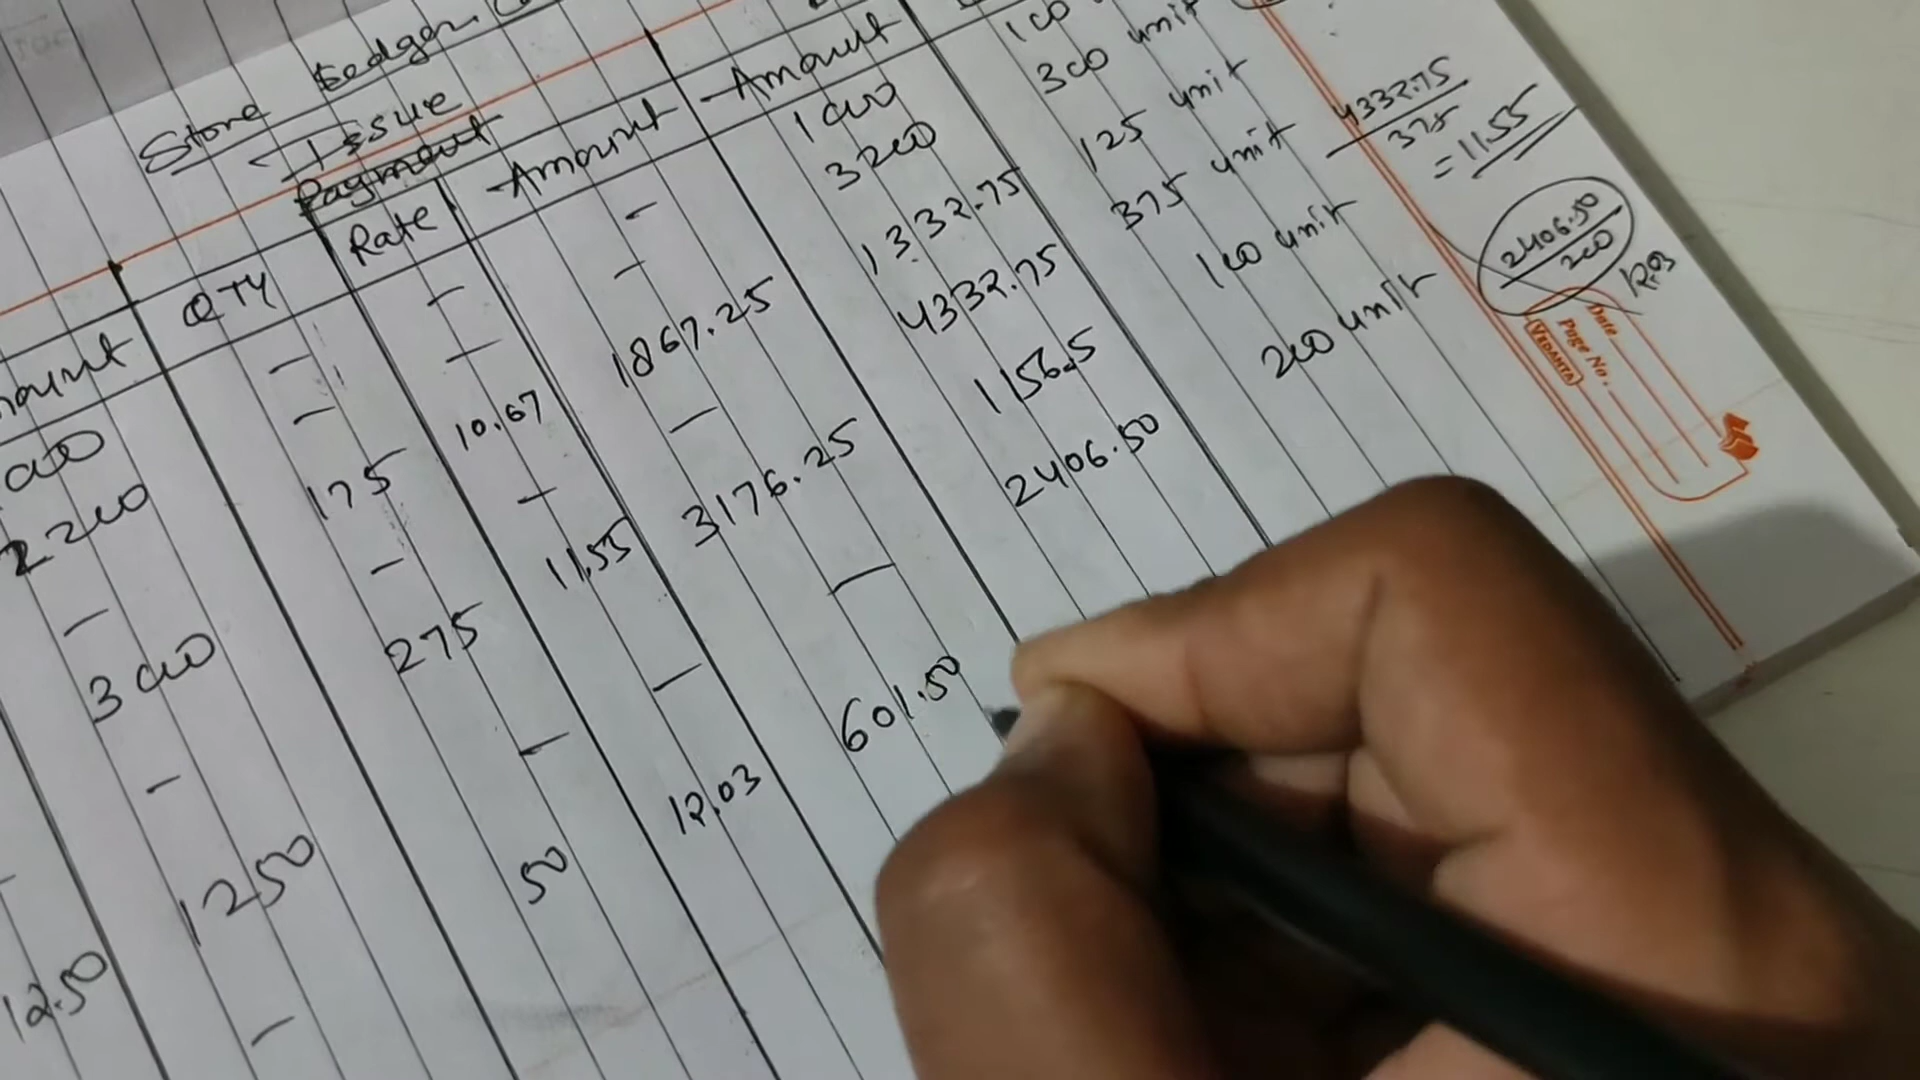 Store Ledger
Issue
Payment
QTY Rate Amount Amount
- - - 1000 100
- - - 3200 300 unit
175 10.67 1867.25 1332.75 125 unit
3000 - - - 4332.75 375 unit
- 275 11.55 3176.25 1156.5 100 unit
1250 - - - 2406.50 200 unit
12.50 - 50 12.03 601.50
2200
-
4332.75
375
= 11.55
2406.50
200
12.03
Date
Page No.
VEDANTA